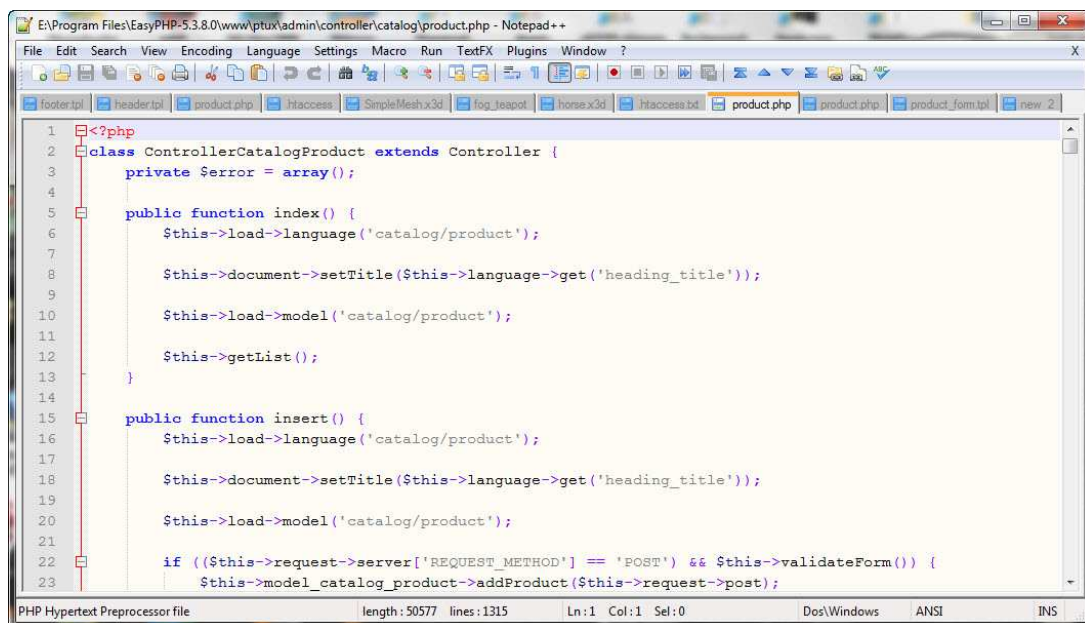 E:\Program Files\EasyPHP-5.3.8.0\www\ptux\admin\controller\catalog\product.php - Notepad++
File Edit Search View Encoding Language Settings Macro Run TextFX Plugins Window ? X
footer.tpl header.tpl product.php .htaccess SimpleMesh.x3d fog_teapot horse.x3d .htaccess.txt product.php product.php product_form.tpl new 2
1 <?php
2 class ControllerCatalogProduct extends Controller {
3 private $error = array();
4
5 public function index() {
6 $this->load->language('catalog/product');
7
8 $this->document->setTitle($this->language->get('heading_title'));
9
10 $this->load->model('catalog/product');
11
12 $this->getList();
13 }
14
15 public function insert() {
16 $this->load->language('catalog/product');
17
18 $this->document->setTitle($this->language->get('heading_title'));
19
20 $this->load->model('catalog/product');
21
22 if (($this->request->server['REQUEST_METHOD'] == 'POST') && $this->validateForm()) {
23 $this->model_catalog_product->addProduct($this->request->post);
PHP Hypertext Preprocessor file length : 50577 lines : 1315 Ln : 1 Col : 1 Sel : 0 Dos\Windows ANSI INS